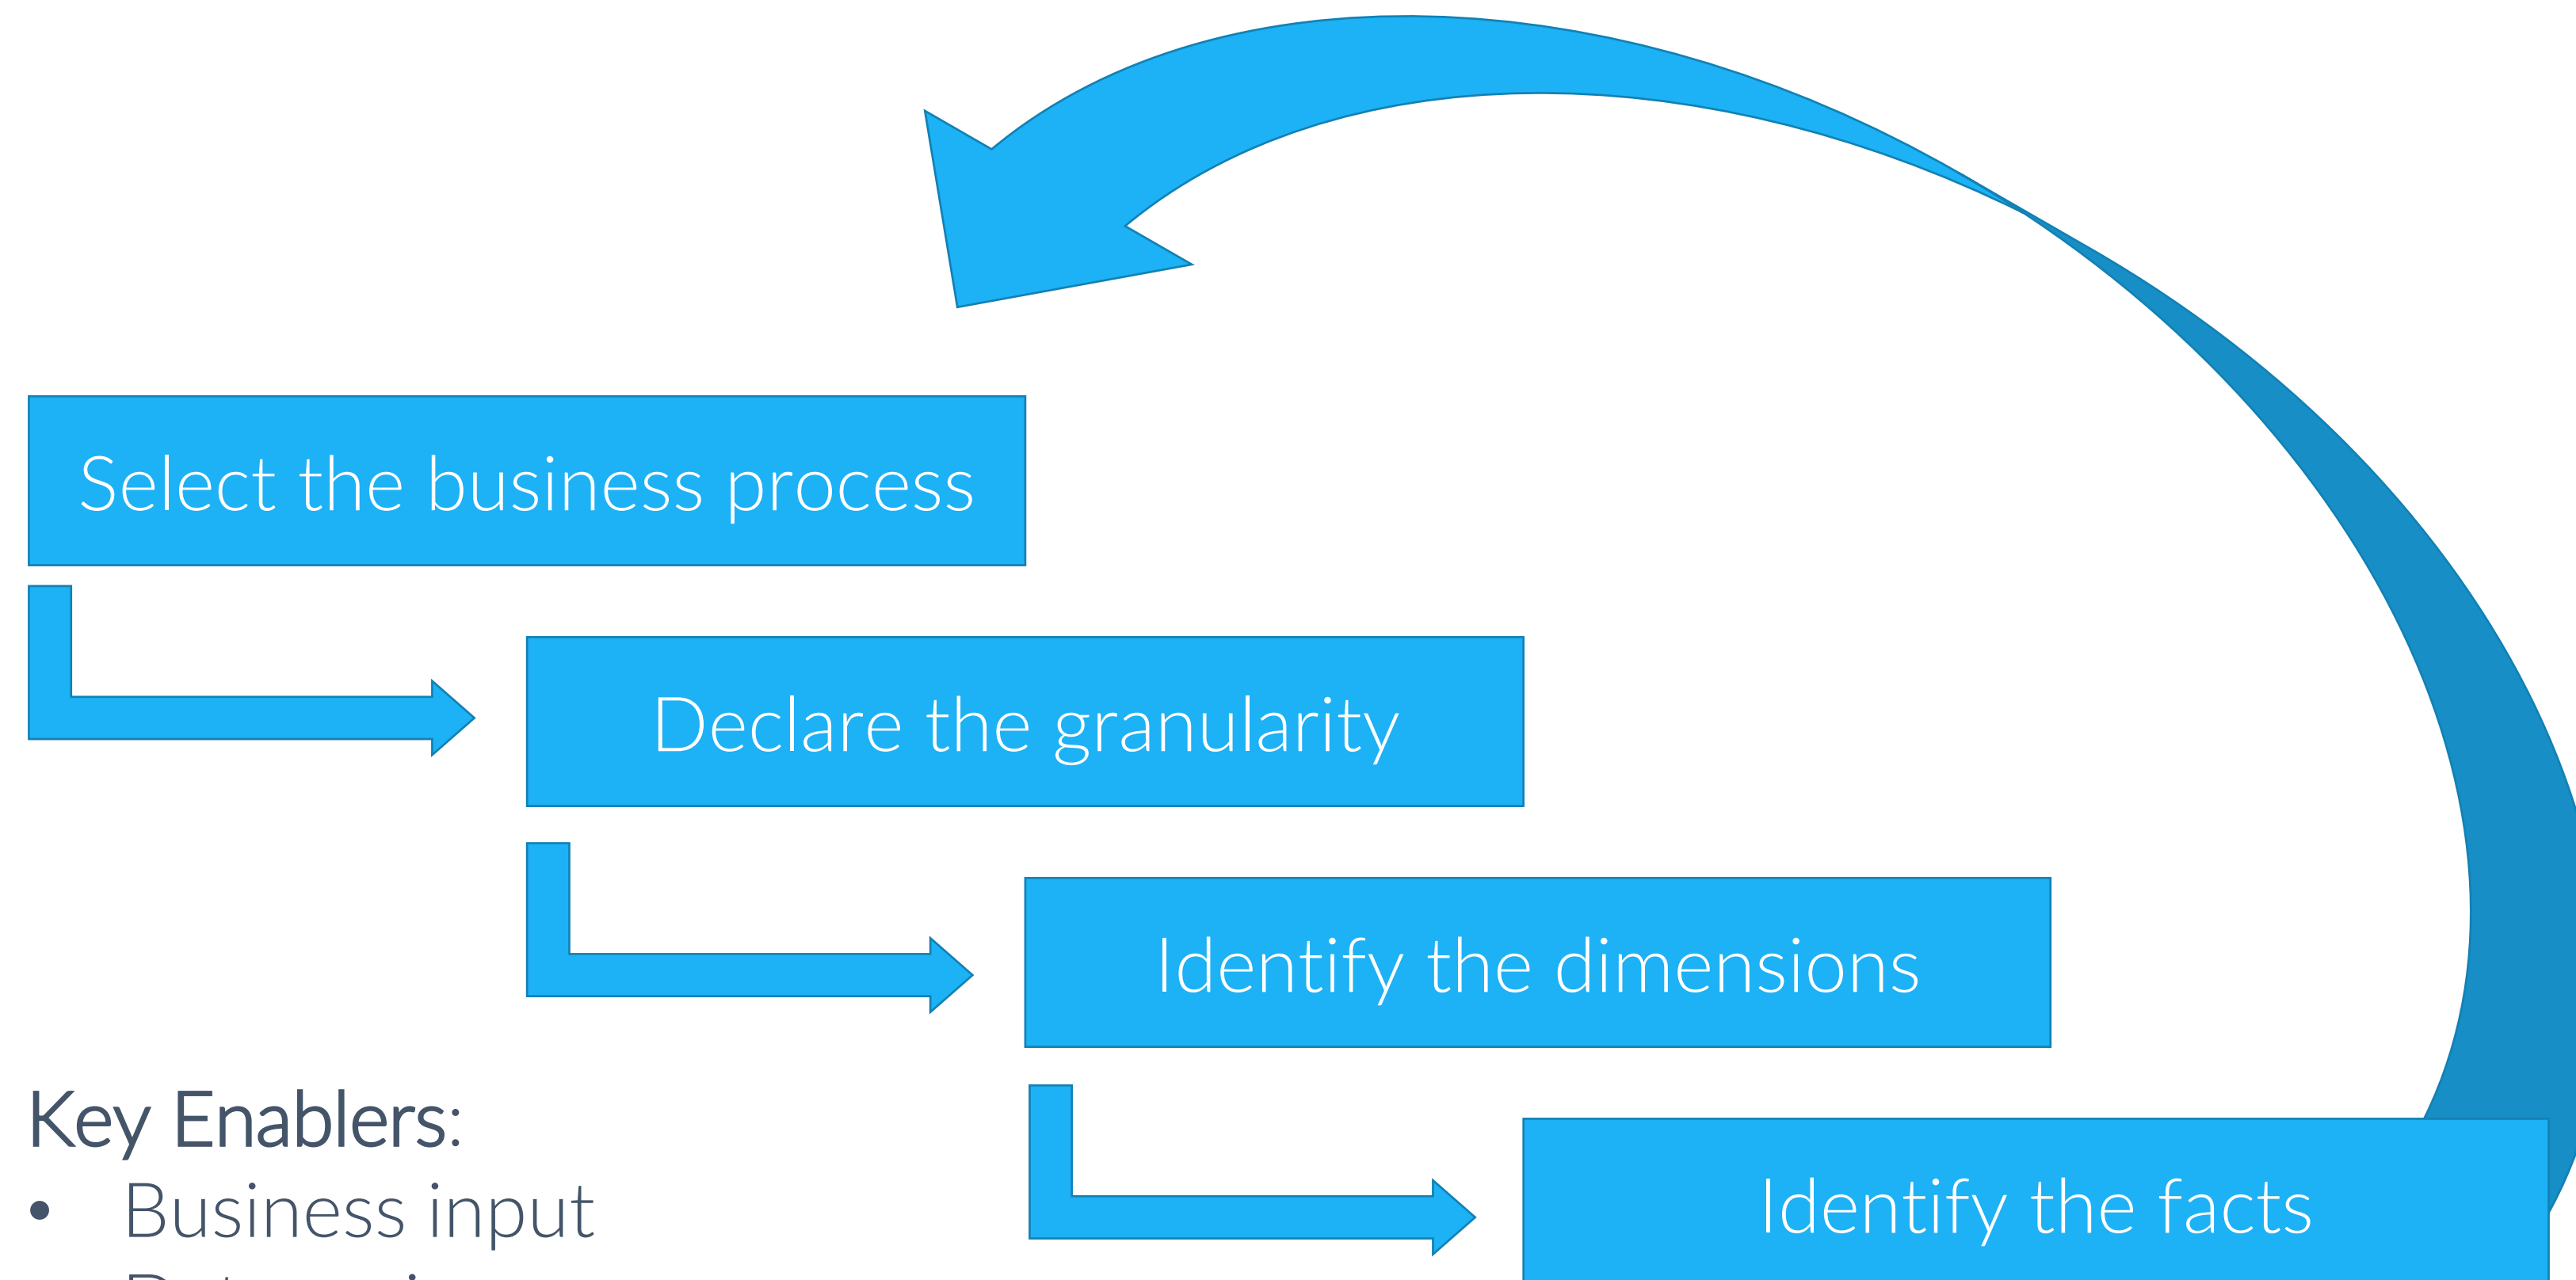 Select the business process
Declare the granularity
Identify the dimensions
Identify the facts
Key Enablers:
• Business input